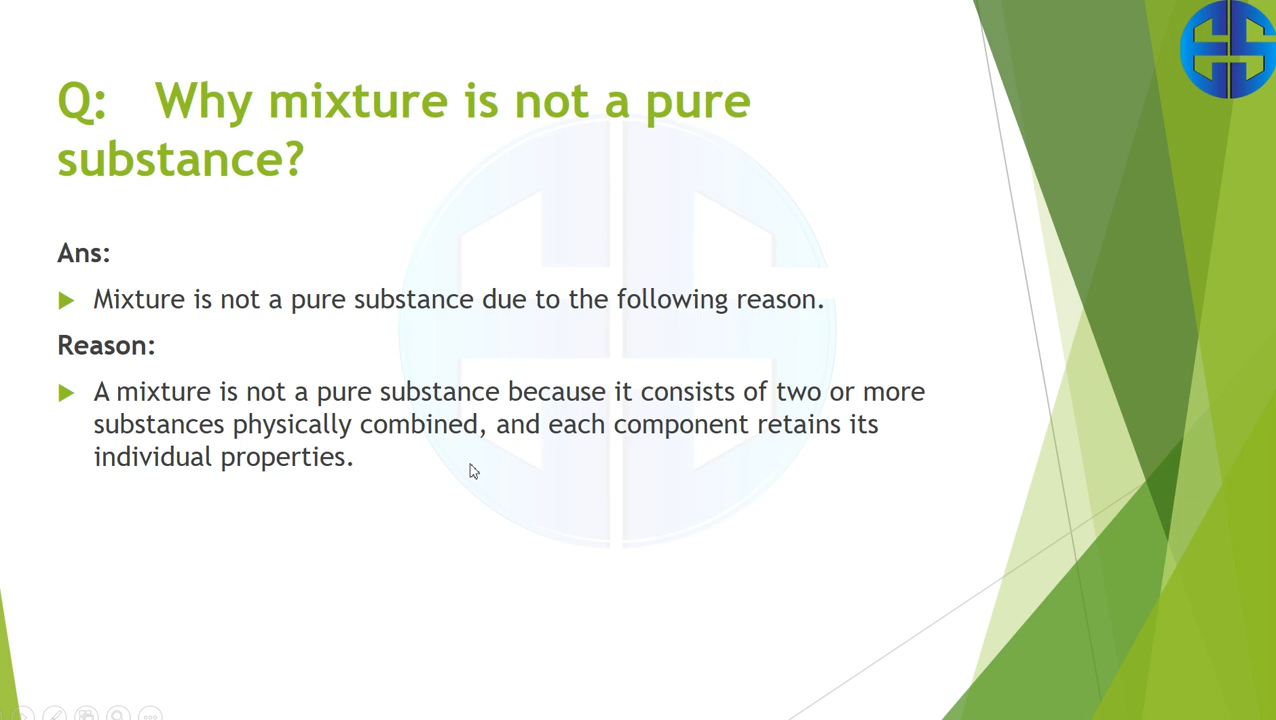 Q: Why mixture is not a pure
substance?
Ans:
Mixture is not a pure substance due to the following reason.
Reason:
A mixture is not a pure substance because it consists of two or more
substances physically combined, and each component retains its
individual properties.